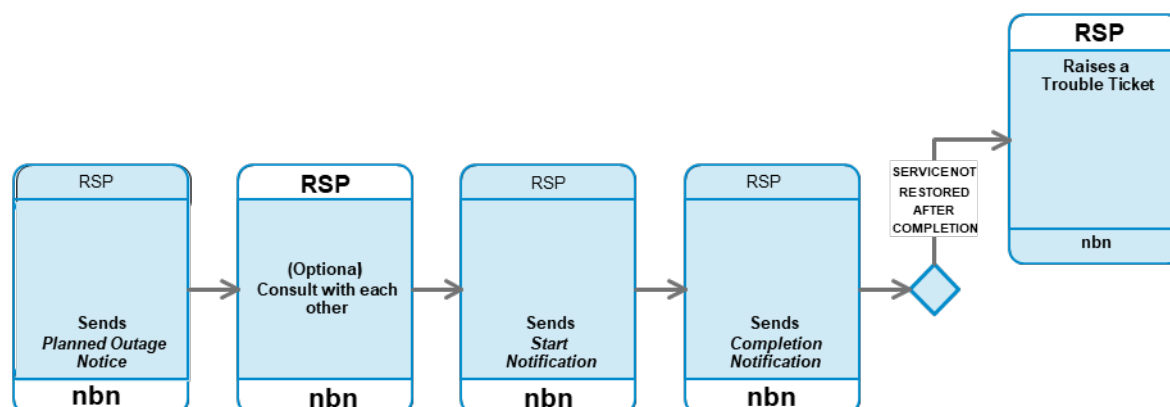 RSP
Sends
Planned Outage
Notice
nbn
RSP
(Optional)
Consult with each
other
nbn
RSP
Sends
Start
Notification
nbn
RSP
Sends
Completion
Notification
nbn
SERVICE NOT
RESTORED
AFTER
COMPLETION
RSP
Raises a
Trouble Ticket
nbn